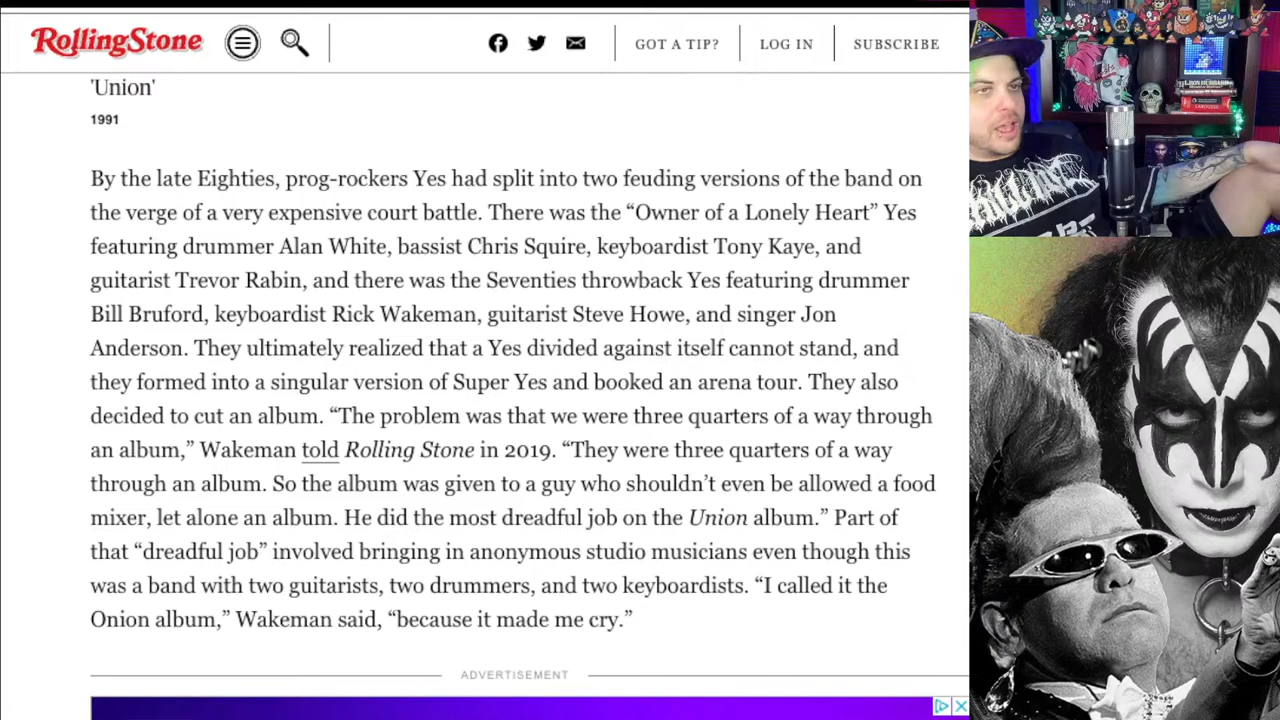 RollingStone
GOT A TIP?
LOG IN
SUBSCRIBE
'Union'
1991
By the late Eighties, prog-rockers Yes had split into two feuding versions of the band on
the verge of a very expensive court battle. There was the “Owner of a Lonely Heart” Yes
featuring drummer Alan White, bassist Chris Squire, keyboardist Tony Kaye, and
guitarist Trevor Rabin, and there was the Seventies throwback Yes featuring drummer
Bill Bruford, keyboardist Rick Wakeman, guitarist Steve Howe, and singer Jon
Anderson. They ultimately realized that a Yes divided against itself cannot stand, and
they formed into a singular version of Super Yes and booked an arena tour. They also
decided to cut an album. “The problem was that we were three quarters of a way through
an album,” Wakeman told Rolling Stone in 2019. “They were three quarters of a way
through an album. So the album was given to a guy who shouldn’t even be allowed a food
mixer, let alone an album. He did the most dreadful job on the Union album.” Part of
that “dreadful job” involved bringing in anonymous studio musicians even though this
was a band with two guitarists, two drummers, and two keyboardists. “I called it the
Onion album,” Wakeman said, “because it made me cry.”
ADVERTISEMENT